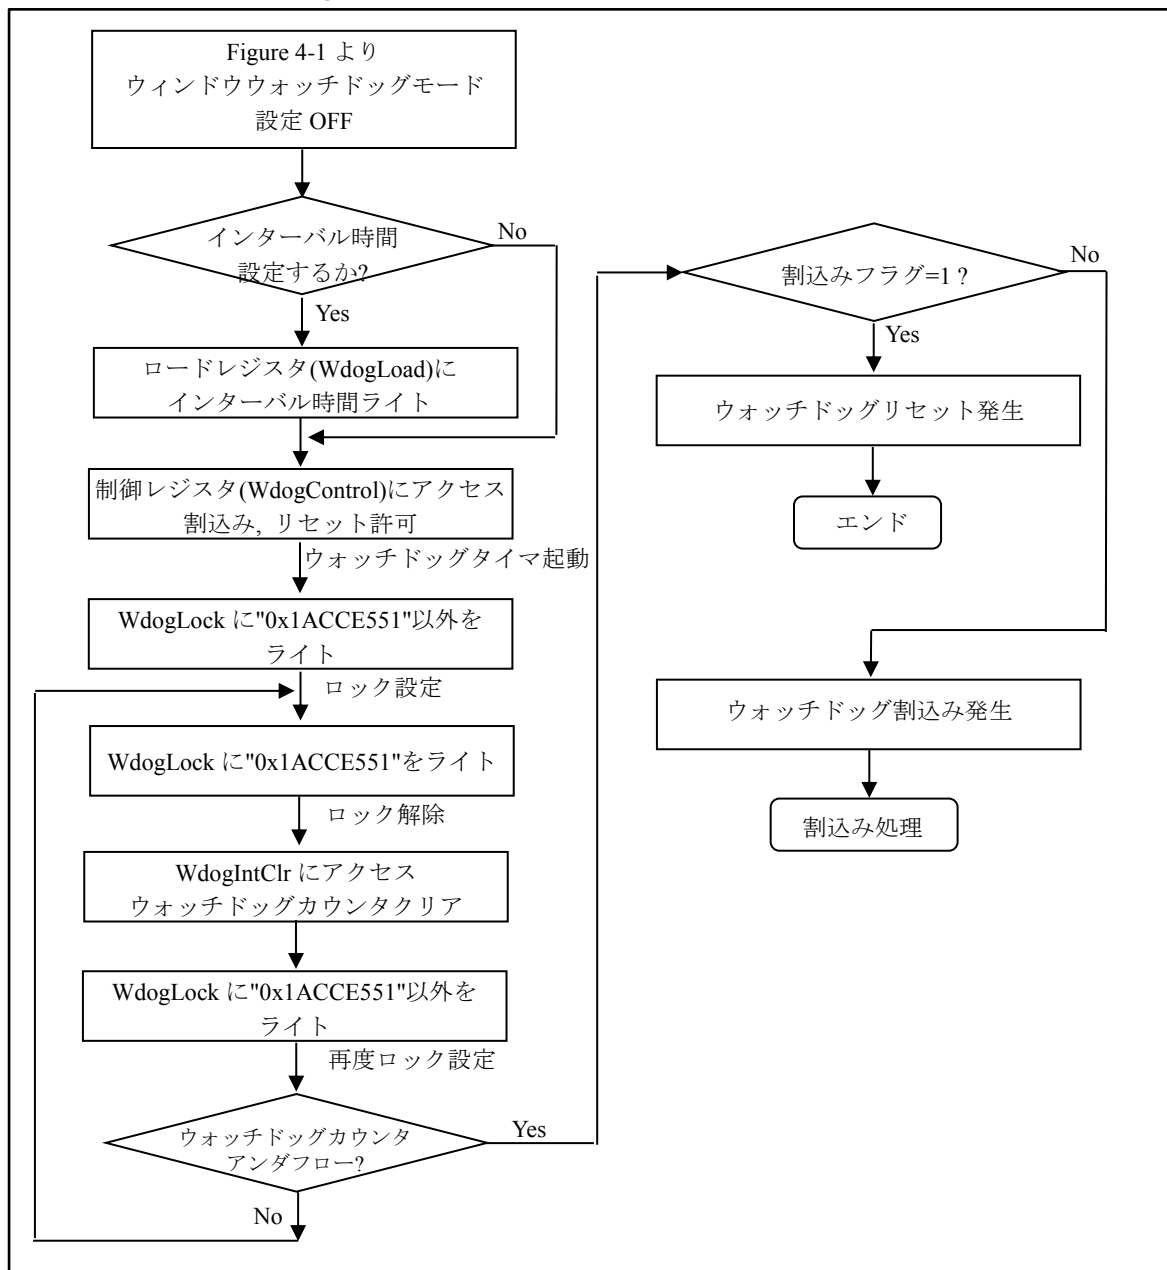 Figure 4-1 より
ウィンドウウォッチドッグモード
設定 OFF
インターバル時間
設定するか?
No
Yes
ロードレジスタ(WdogLoad)に
インターバル時間ライト
制御レジスタ(WdogControl)にアクセス
割込み, リセット許可
ウォッチドッグタイマ起動
WdogLock に"0x1ACCE551"以外を
ライト
ロック設定
WdogLock に"0x1ACCE551"をライト
ロック解除
WdogIntClr にアクセス
ウォッチドッグカウンタクリア
WdogLock に"0x1ACCE551"以外を
ライト
再度ロック設定
ウォッチドッグカウンタ
アンダフロー?
Yes
No
割込みフラグ=1 ?
No
Yes
ウォッチドッグリセット発生
エンド
ウォッチドッグ割込み発生
割込み処理